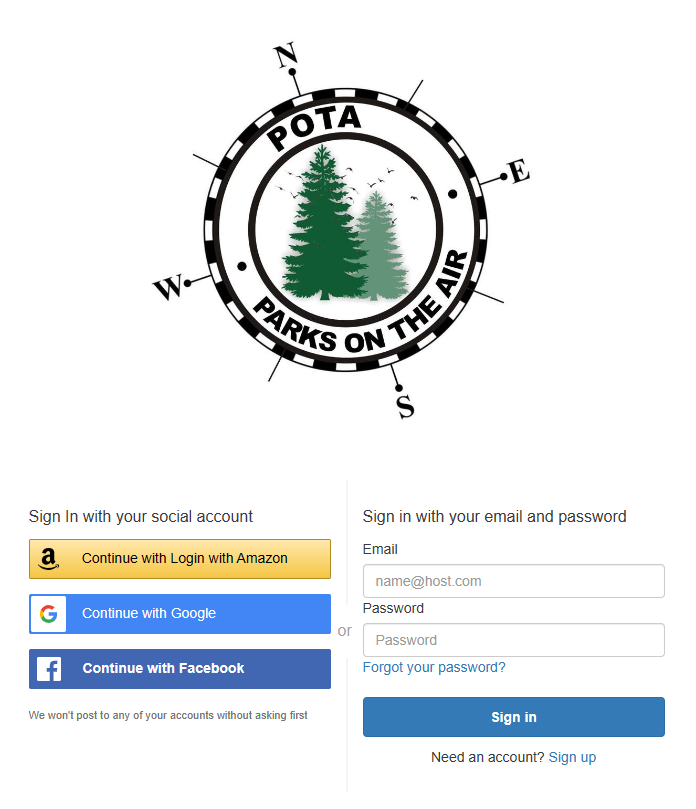 N
POTA
E
W
PARKS ON THE AIR
S
Sign In with your social account
Continue with Login with Amazon
Continue with Google
Continue with Facebook
We won't post to any of your accounts without asking first
or
Sign in with your email and password
Email
name@host.com
Password
Password
Forgot your password?
Sign in
Need an account? Sign up